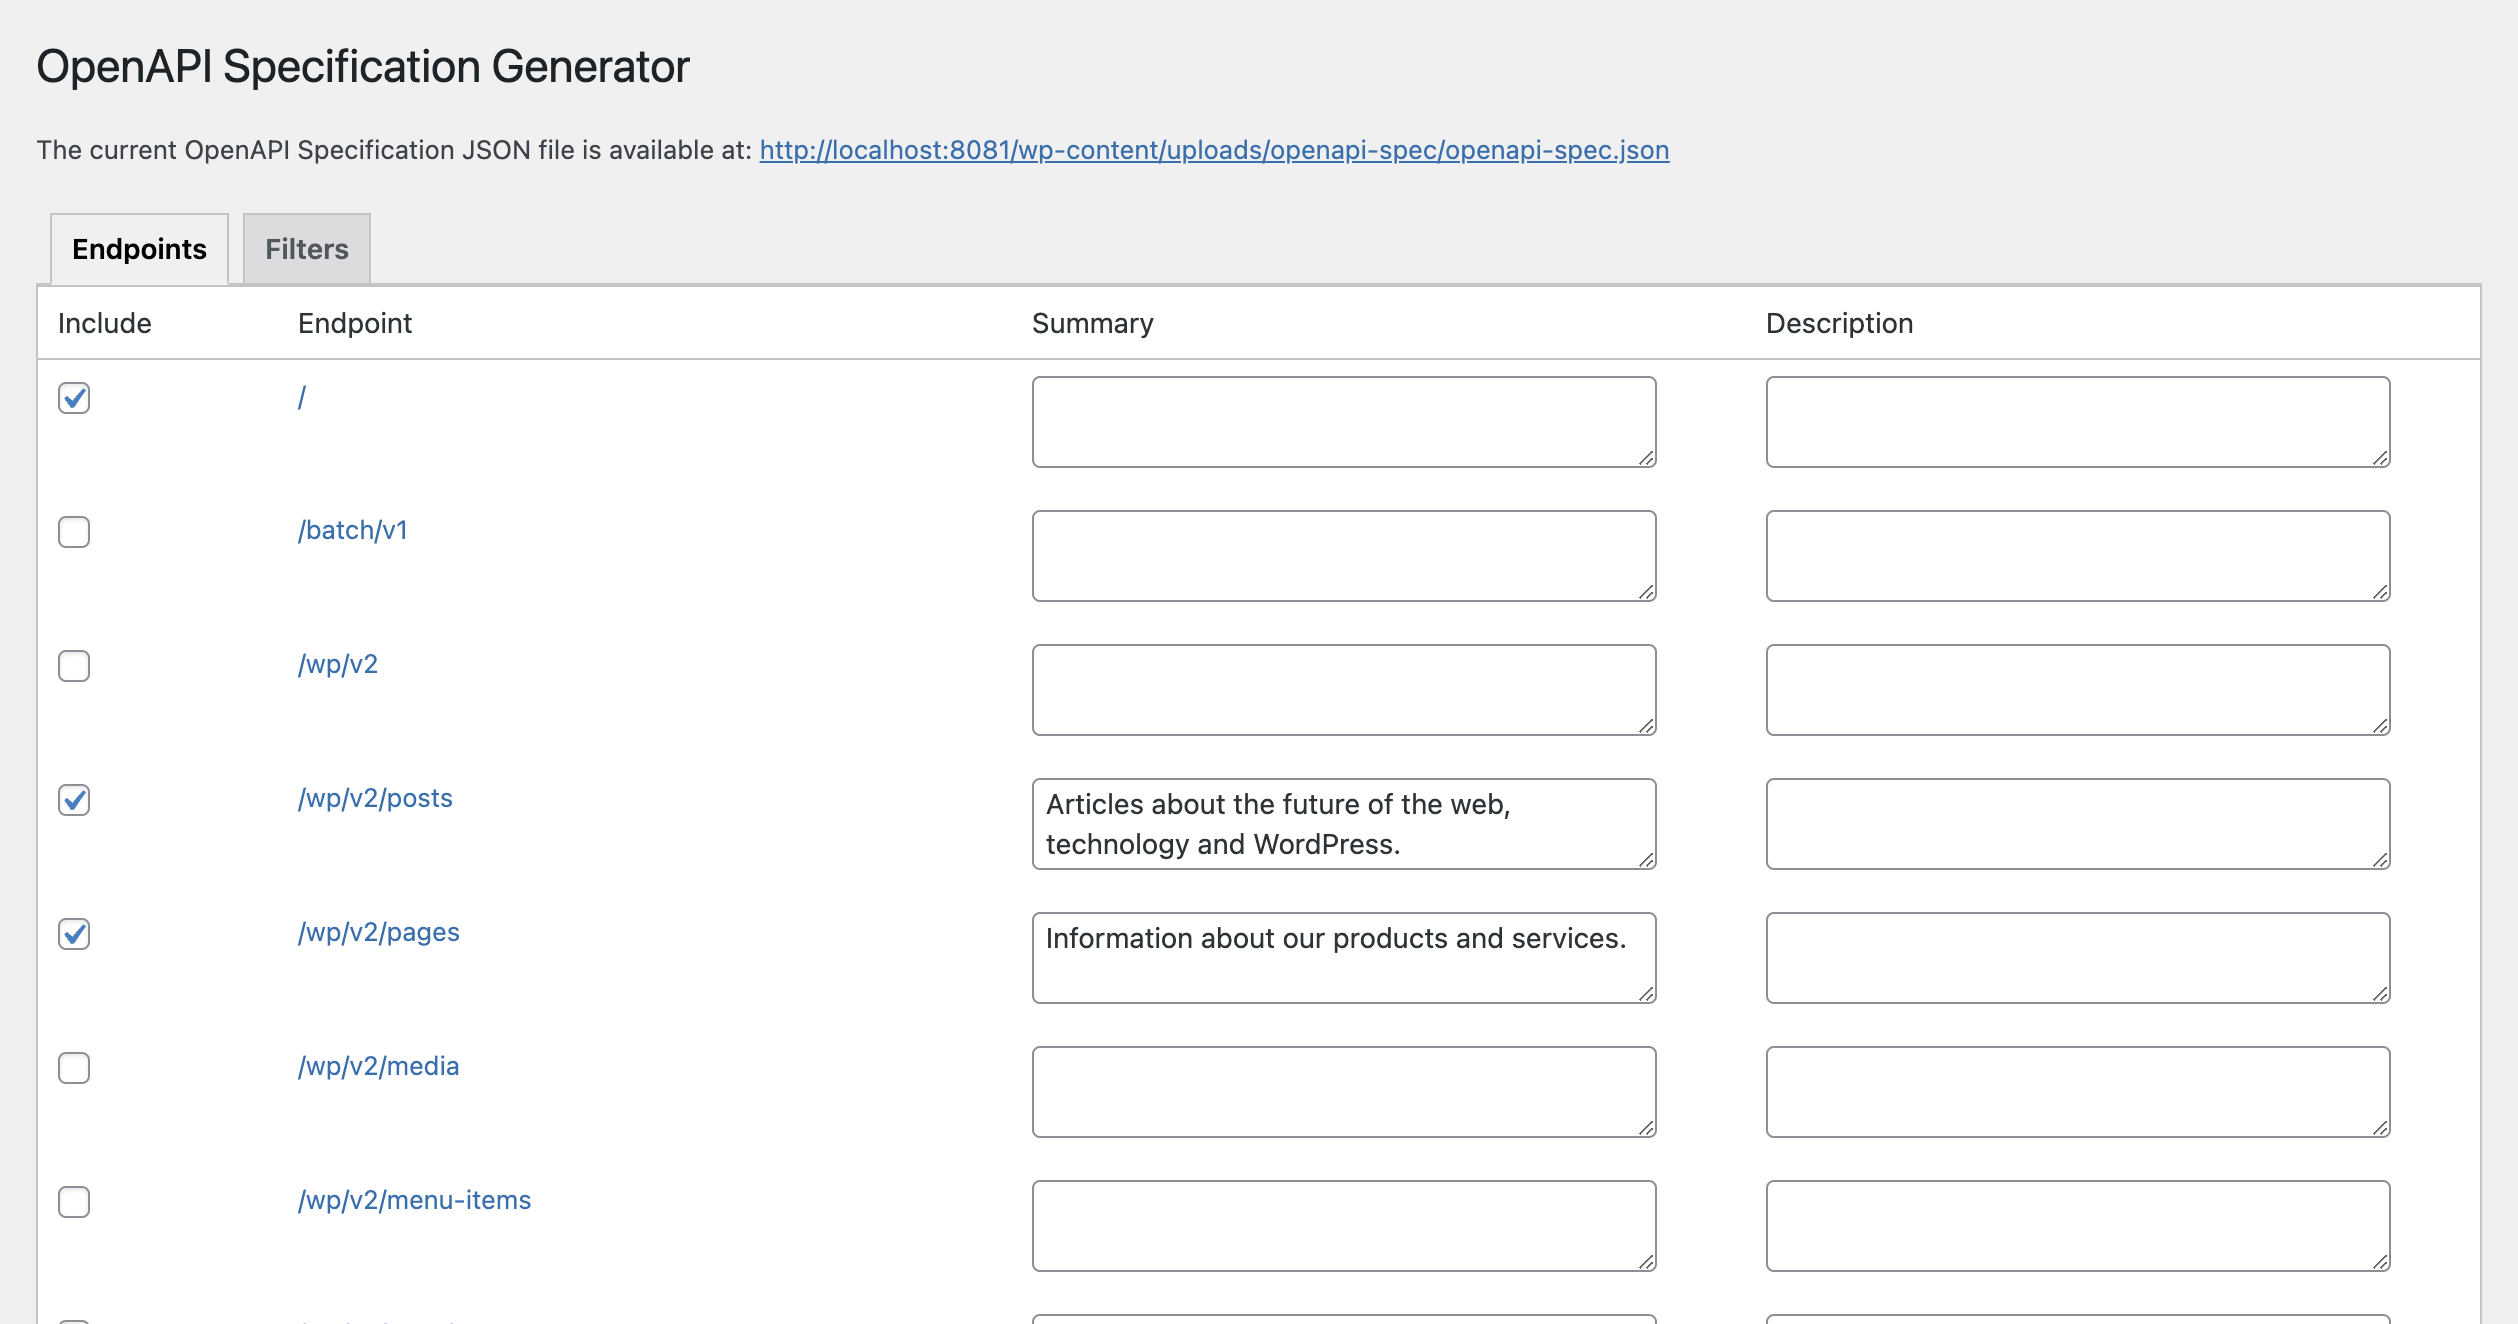 OpenAPI Specification Generator
The current OpenAPI Specification JSON file is available at: http://localhost:8081/wp-content/uploads/openapi-spec/openapi-spec.json
Endpoints Filters
Include Endpoint Summary Description
/
/batch/v1
/wp/v2
/wp/v2/posts Articles about the future of the web,
technology and WordPress.
/wp/v2/pages Information about our products and services.
/wp/v2/media
/wp/v2/menu-items